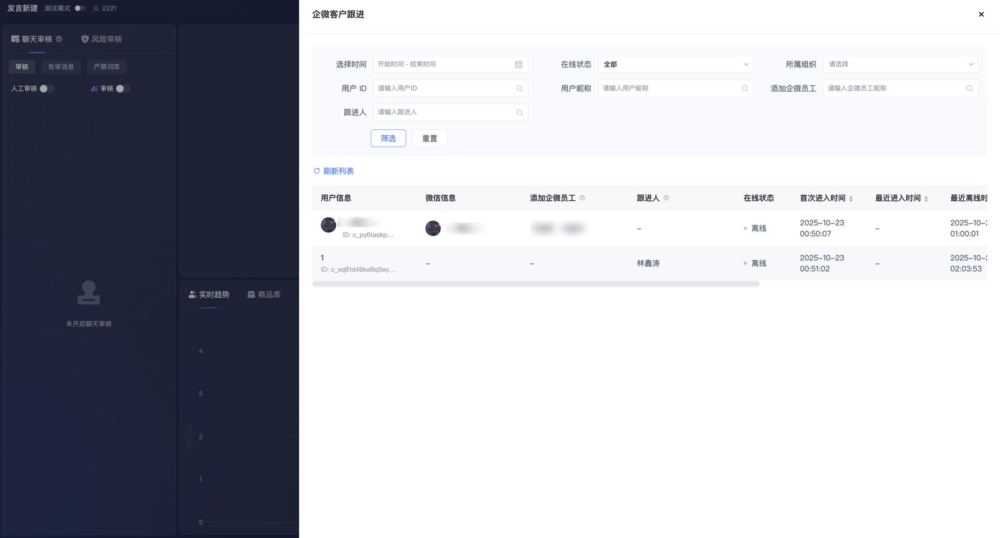 发言新建 测试模式 2221
聊天审核 风险审核
审核 免审消息 严禁词库
人工审核 Ai 审核
未开启聊天审核
实时趋势 商品库
4
3
2
1
0
企微客户跟进
选择时间 开始时间 - 结束时间 在线状态 全部 所属组织 请选择
用户 ID 请输入用户ID 用户昵称 请输入用户昵称 添加企微员工 请输入企微员工昵称
跟进人 请输入跟进人
筛选 重置
刷新列表
用户信息 微信信息 添加企微员工 跟进人 在线状态 首次进入时间 最近进入时间 最近离线时
ID: c_py6taskp... – 离线 2025-10-23 00:50:07 – 2025-10-2 01:00:01
1
ID: c_xq81d49ka8q5ey... – – 林鑫涛 离线 2025-10-23 00:51:02 – 2025-10-2 02:03:53